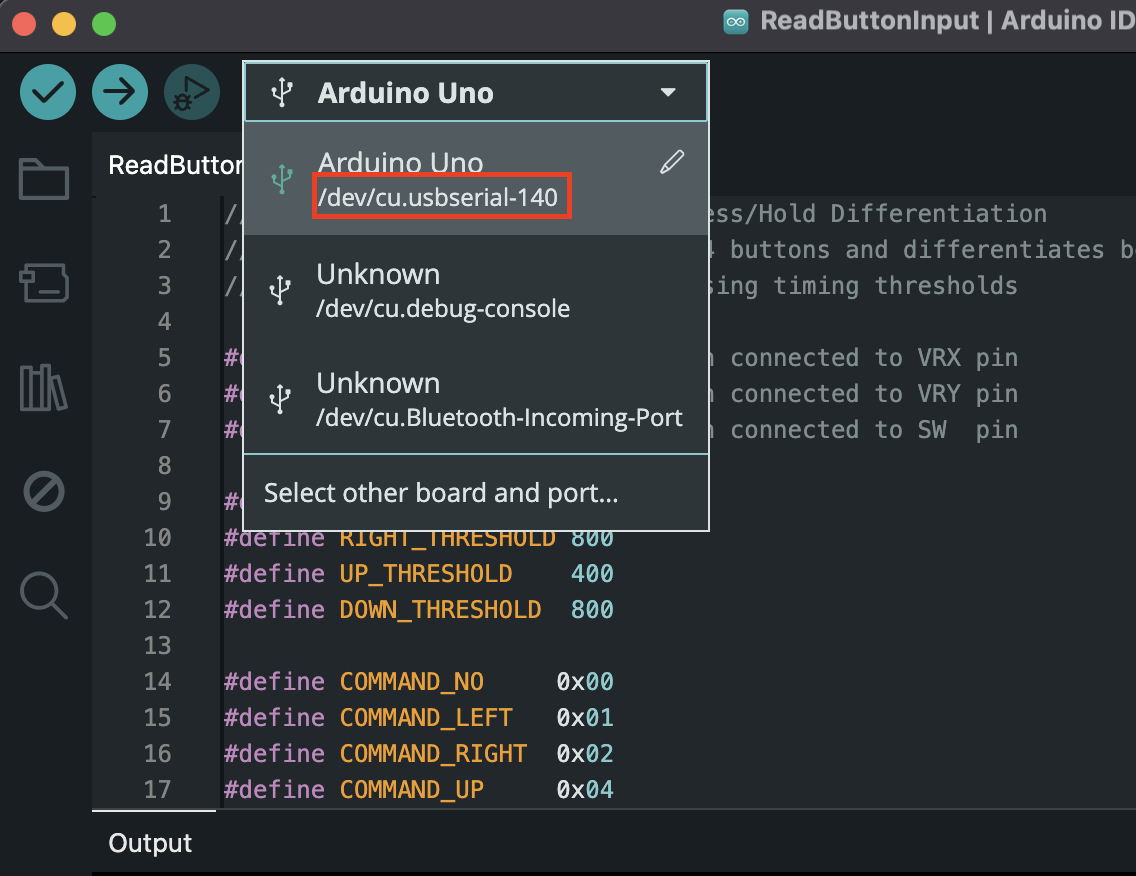 ReadButtonInput | Arduino ID
Arduino Uno
Arduino Uno
/dev/cu.usbserial-140
Unknown
/dev/cu.debug-console
Unknown
/dev/cu.Bluetooth-Incoming-Port
Select other board and port...
ReadButton
1 // ess/Hold Differentiation
2 // 4 buttons and differentiates b
3 // sing timing thresholds
4
5 # connected to VRX pin
6 # connected to VRY pin
7 # connected to SW  pin
8
9 #
10 #define RIGHT_THRESHOLD 800
11 #define UP_THRESHOLD    400
12 #define DOWN_THRESHOLD  800
13
14 #define COMMAND_NO     0x00
15 #define COMMAND_LEFT   0x01
16 #define COMMAND_RIGHT  0x02
17 #define COMMAND_UP     0x04
Output